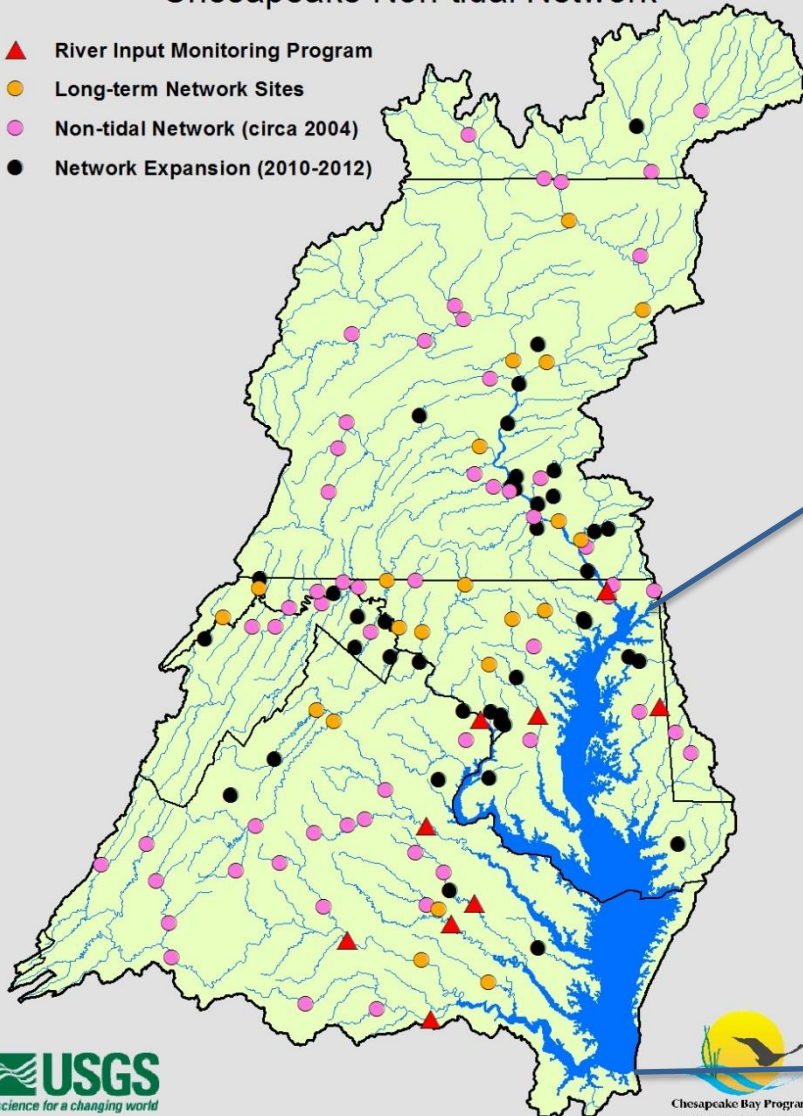 Chesapeake Non-tidal Network
River Input Monitoring Program
Long-term Network Sites
Non-tidal Network (circa 2004)
Network Expansion (2010-2012)
USGS
science for a changing world
Chesapeake Bay Program